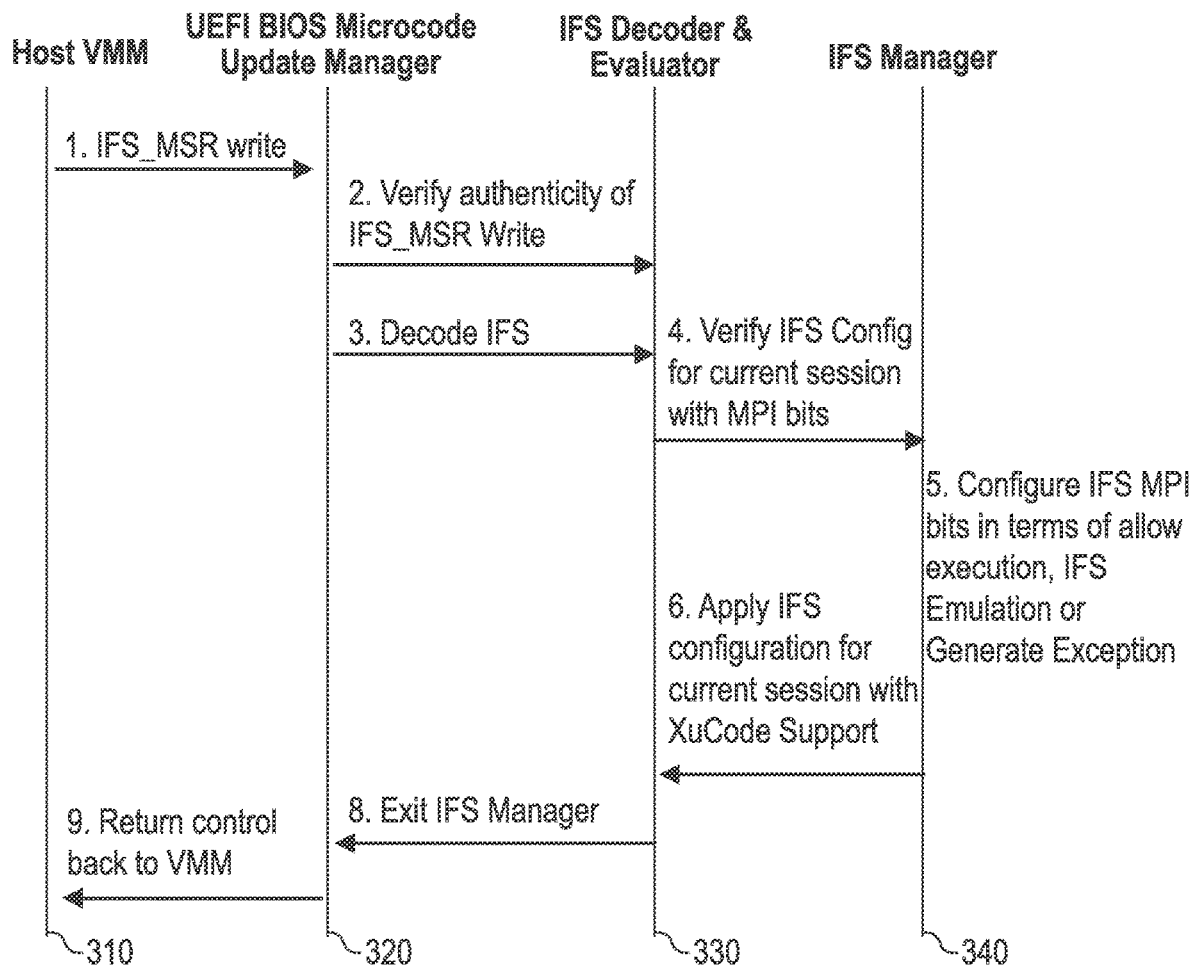 Host VMM
UEFI BIOS Microcode
Update Manager
IFS Decoder &
Evaluator
IFS Manager
1. IFS_MSR write
2. Verify authenticity of
IFS_MSR Write
3. Decode IFS
4. Verify IFS Config
for current session
with MPI bits
5. Configure IFS MPI
bits in terms of allow
execution, IFS
Emulation or
Generate Exception
6. Apply IFS
configuration for
current session with
XuCode Support
8. Exit IFS Manager
9. Return control
back to VMM
310
320
330
340